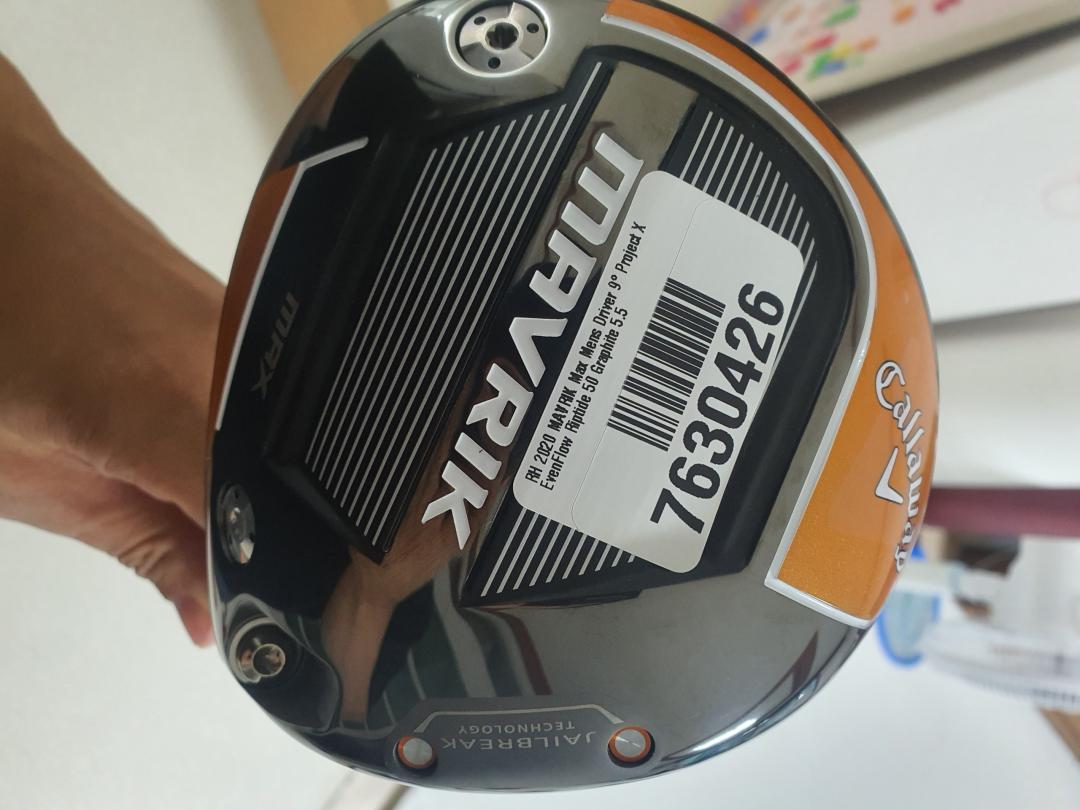 MAVRIK
RH 2020 MAVRIK Max Mens Driver 9° Project X
EvenFlow Riptide 50 Graphite 5.5
7630426
Callaway
MAX
JAILBREAK
TECHNOLOGY